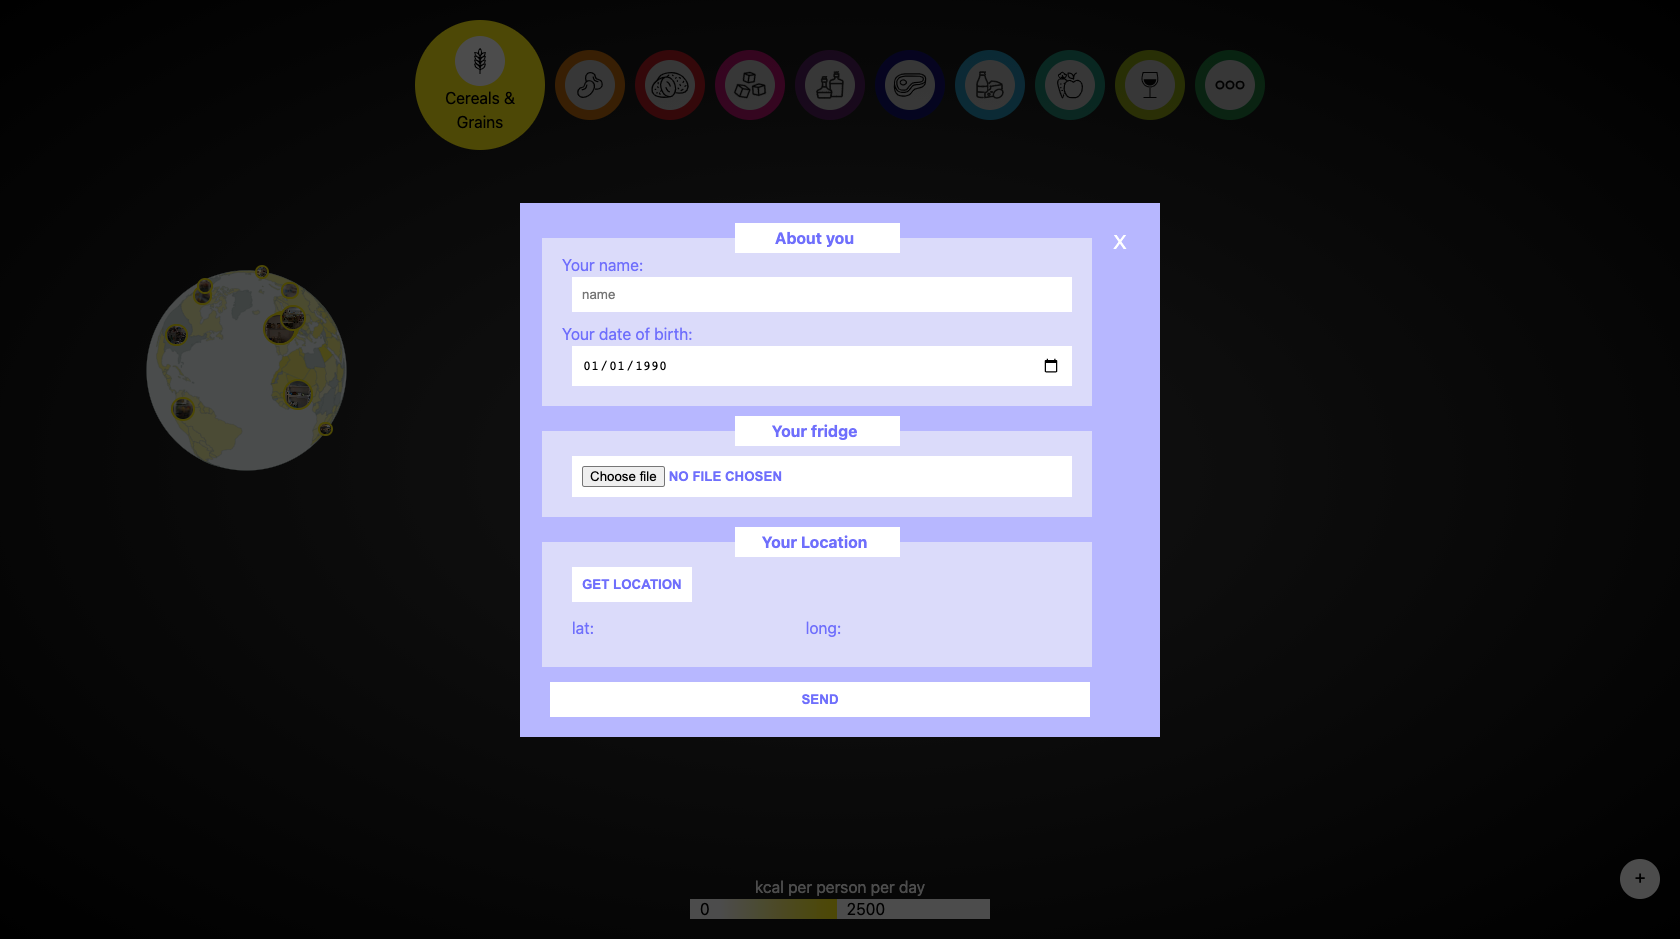 Cereals &
Grains
About you
X
Your name:
name
Your date of birth:
01/01/1990
Your fridge
Choose file NO FILE CHOSEN
Your Location
GET LOCATION
lat: long:
SEND
+
kcal per person per day
0 2500